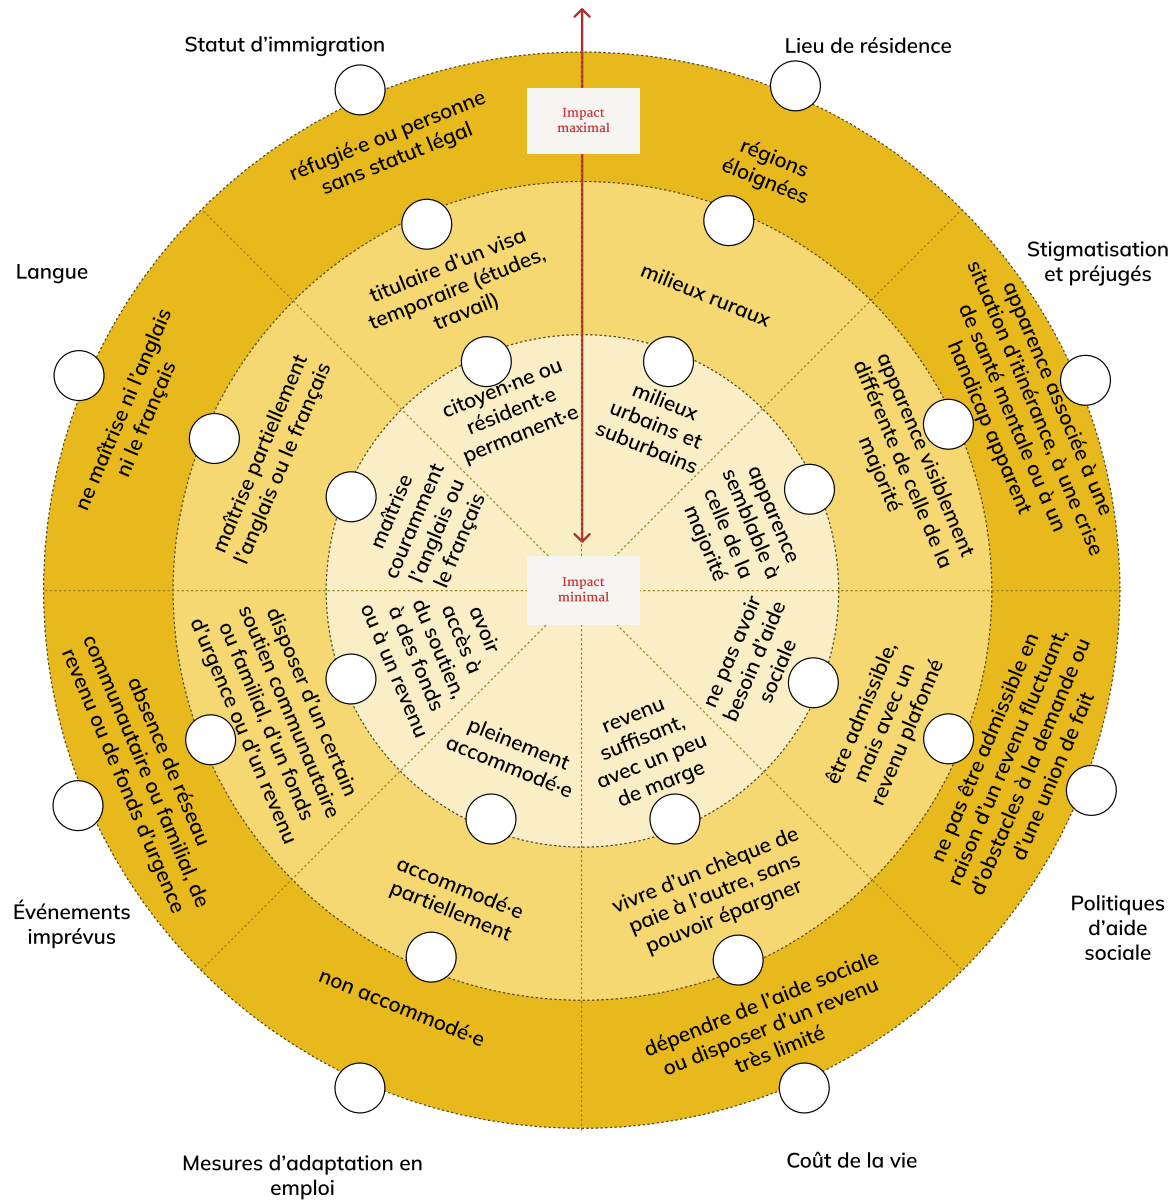 Statut d’immigration
Lieu de résidence
Impact
maximal
réfugié·e ou personne
sans statut légal
régions
éloignées
titulaire d’un visa
temporaire (études,
travail)
milieux ruraux
citoyen·ne ou
résident·e
permanent·e
milieux
urbains et
suburbains
Langue
Stigmatisation
et préjugés
ne maîtrise ni l’anglais
ni le français
maîtrise partiellement
l’anglais ou le français
maîtrise
couramment
l’anglais ou
le français
apparence
semblable à
celle de la
majorité
apparence visiblement
différente de celle de la
majorité
apparence associée à une
situation d’itinérance, à une crise
de santé mentale ou à un
handicap apparent
Impact
minimal
absence de réseau
communautaire ou familial, de
revenu ou de fonds d’urgence
disposer d’un certain
soutien communautaire
ou familial, d’un fonds
d’urgence ou d’un revenu
avoir
accès à
du soutien,
à des fonds
ou à un revenu
ne pas avoir
besoin d’aide
sociale
être admissible,
mais avec un
revenu plafonné
ne pas être admissible en
raison d’un revenu fluctuant,
d’obstacles à la demande ou
d’une union de fait
Événements
imprévus
Politiques
d’aide
sociale
pleinement
accommodé·e
revenu
suffisant,
avec un peu
de marge
accommodé·e
partiellement
vivre d’un chèque de
paie à l’autre, sans
pouvoir épargner
non accommodé·e
dépendre de l’aide sociale
ou disposer d’un revenu
très limité
Mesures d’adaptation en
emploi
Coût de la vie